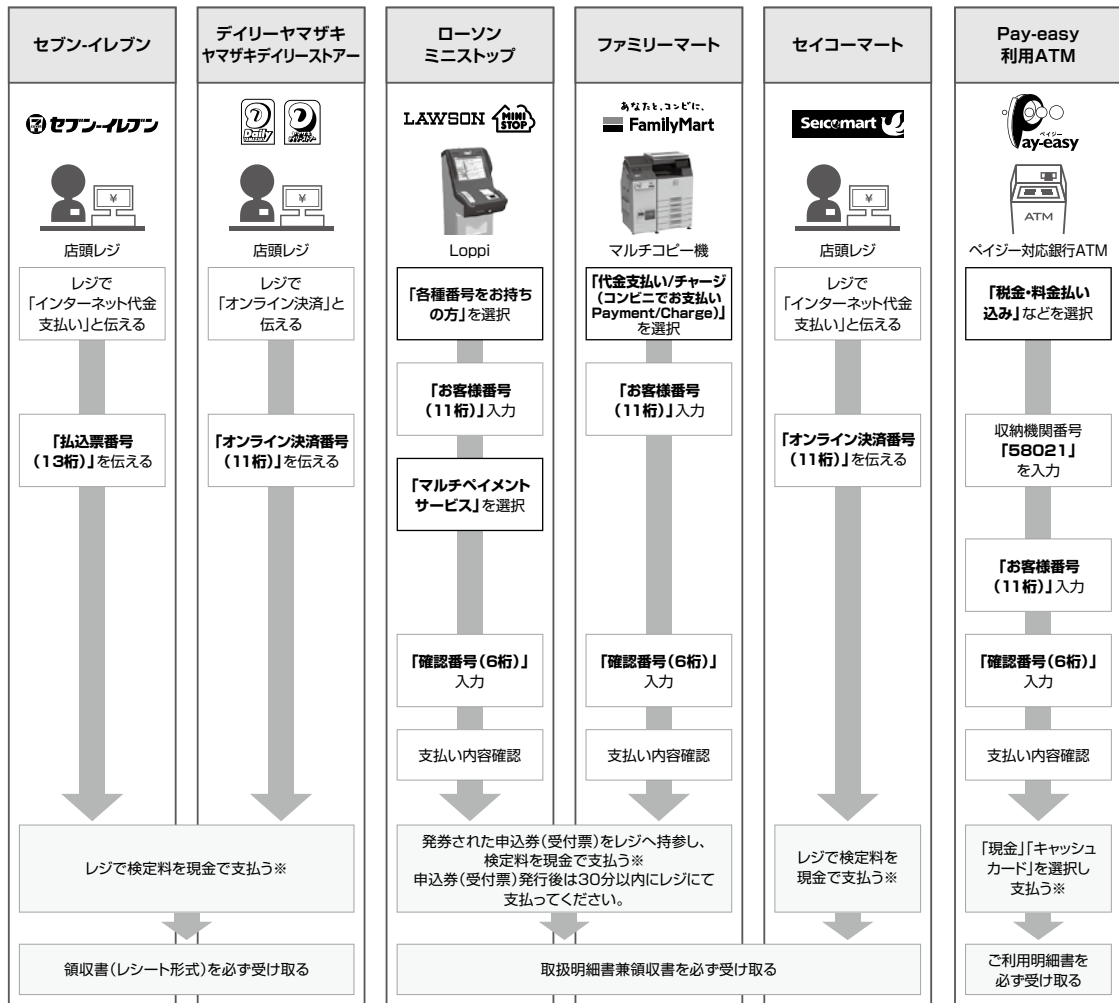 セブン-イレブン
デイリーヤマザキ
ヤマザキデイリーストアー
ローソン
ミニストップ
ファミリーマート
セイコーマート
Pay-easy
利用ATM
セブン-イレブン
Daily
LAWSON
MINI
STOP
あなたと、コンビに、
FamilyMart
Seicomart
ペイジー
Pay-easy
¥
¥
¥
ATM
店頭レジ
店頭レジ
Loppi
マルチコピー機
店頭レジ
ペイジー対応銀行ATM
レジで
「インターネット代金
支払い」と伝える
「払込票番号
(13桁)」を伝える
レジで
「オンライン決済」と
伝える
「オンライン決済番号
(11桁)」を伝える
「各種番号をお持ち
の方」を選択
「お客様番号
(11桁)」入力
「マルチペイメント
サービス」を選択
「確認番号(6桁)」
入力
支払い内容確認
「代金支払い/チャージ
(コンビニでお支払い
Payment/Charge)」
を選択
「お客様番号
(11桁)」入力
「確認番号(6桁)」
入力
支払い内容確認
レジで
「インターネット代金
支払い」と伝える
「オンライン決済番号
(11桁)」を伝える
「税金・料金払い
込み」などを選択
収納機関番号
「58021」
を入力
「お客様番号
(11桁)」入力
「確認番号(6桁)」
入力
支払い内容確認
レジで検定料を現金で支払う※
発券された申込券(受付票)をレジへ持参し、
検定料を現金で支払う※
申込券(受付票)発行後は30分以内にレジにて
支払ってください。
レジで検定料を
現金で支払う※
「現金」「キャッシュ
カード」を選択し
支払う※
領収書(レシート形式)を必ず受け取る
取扱明細書兼領収書を必ず受け取る
ご利用明細書を
必ず受け取る